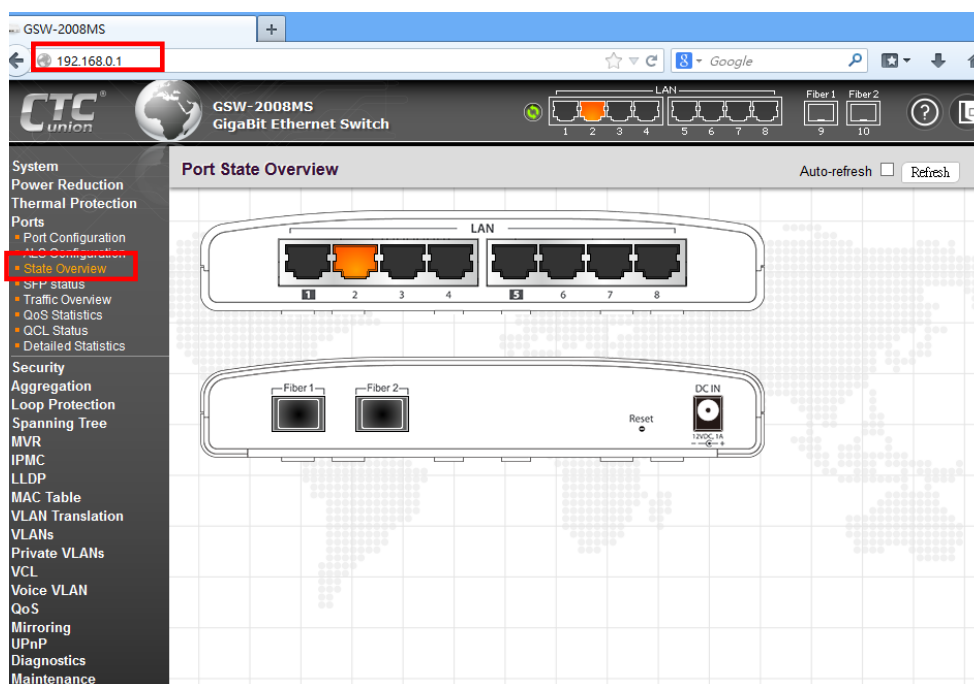 GSW-2008MS
+
192.168.0.1
8 Google
CTC®
union
GSW-2008MS
GigaBit Ethernet Switch
LAN
1 2 3 4 5 6 7 8
Fiber 1 Fiber 2
9 10
?
System
Power Reduction
Thermal Protection
Ports
Port Configuration
ALS Configuration
State Overview
SFP status
Traffic Overview
QoS Statistics
QCL Status
Detailed Statistics
Security
Aggregation
Loop Protection
Spanning Tree
MVR
IPMC
LLDP
MAC Table
VLAN Translation
VLANs
Private VLANs
VCL
Voice VLAN
QoS
Mirroring
UPnP
Diagnostics
Maintenance
Port State Overview
Auto-refresh
Refresh
LAN
1 2 3 4 5 6 7 8
Fiber 1 Fiber 2
Reset
DC IN
12VDC, 1A